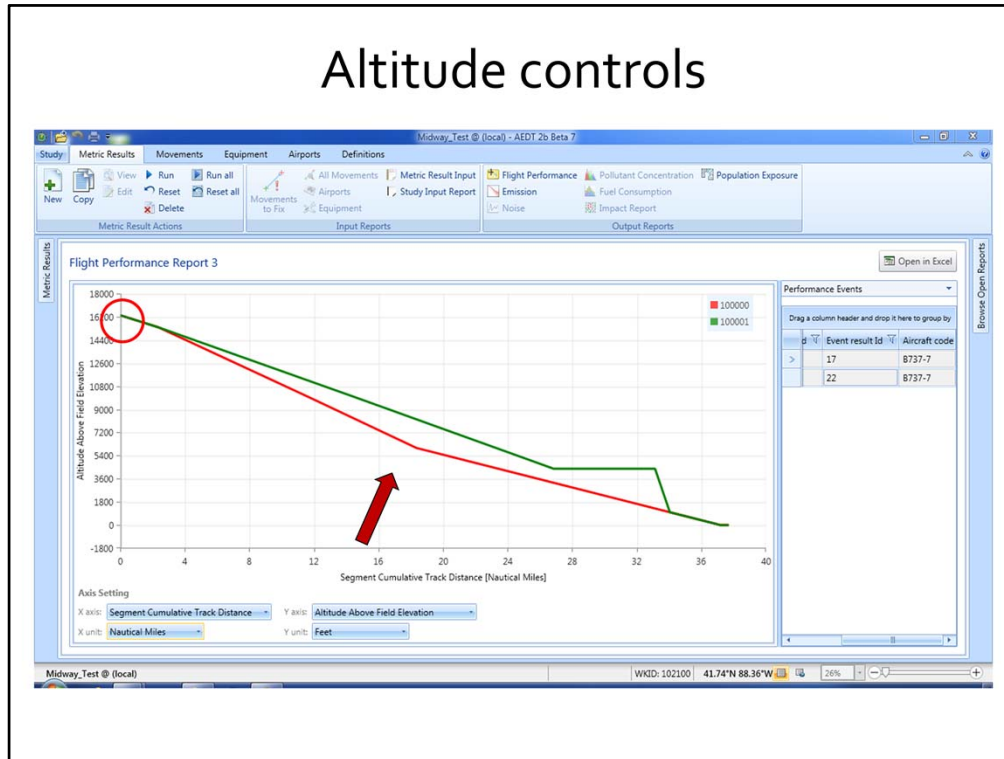 Altitude controls
Midway_Test @ (local) - AEDT 2b Beta 7
Study Metric Results Movements Equipment Airports Definitions
New Copy View Edit Run Reset Delete Run all Reset all
Metric Result Actions
Movements to Fix All Movements Airports Equipment Metric Result Input Study Input Report
Input Reports
Flight Performance Emission Noise Pollutant Concentration Fuel Consumption Impact Report Population Exposure
Output Reports
Metric Results
Flight Performance Report 3
Open in Excel
Browse Open Reports
Altitude Above Field Elevation
18000
16200
14400
12600
10800
9000
7200
5400
3600
1800
0
-1800
0 4 8 12 16 20 24 28 32 36 40
Segment Cumulative Track Distance [Nautical Miles]
100000
100001
Performance Events
Drag a column header and drop it here to group by
d Event result Id Aircraft code
> 17 B737-7
22 B737-7
Axis Setting
X axis: Segment Cumulative Track Distance Y axis: Altitude Above Field Elevation
X unit: Nautical Miles Y unit: Feet
Midway_Test @ (local) WKID: 102100 41.74°N 88.36°W 26%